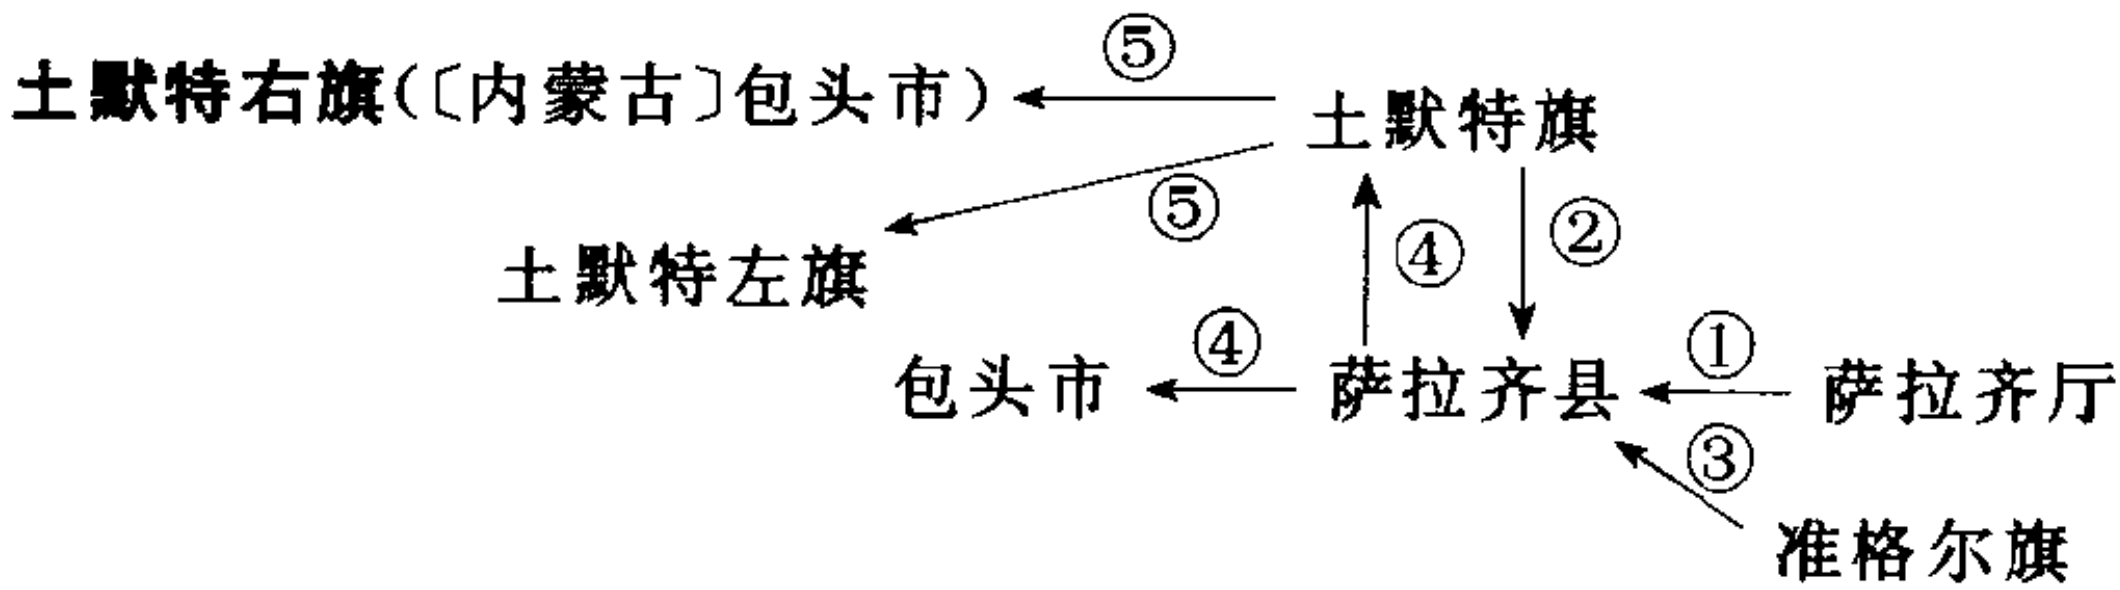 ⑤
土默特右旗(〔内蒙古〕包头市)
土默特旗
⑤
④
②
土默特左旗
④
①
包头市
萨拉齐县
萨拉齐厅
③
准格尔旗